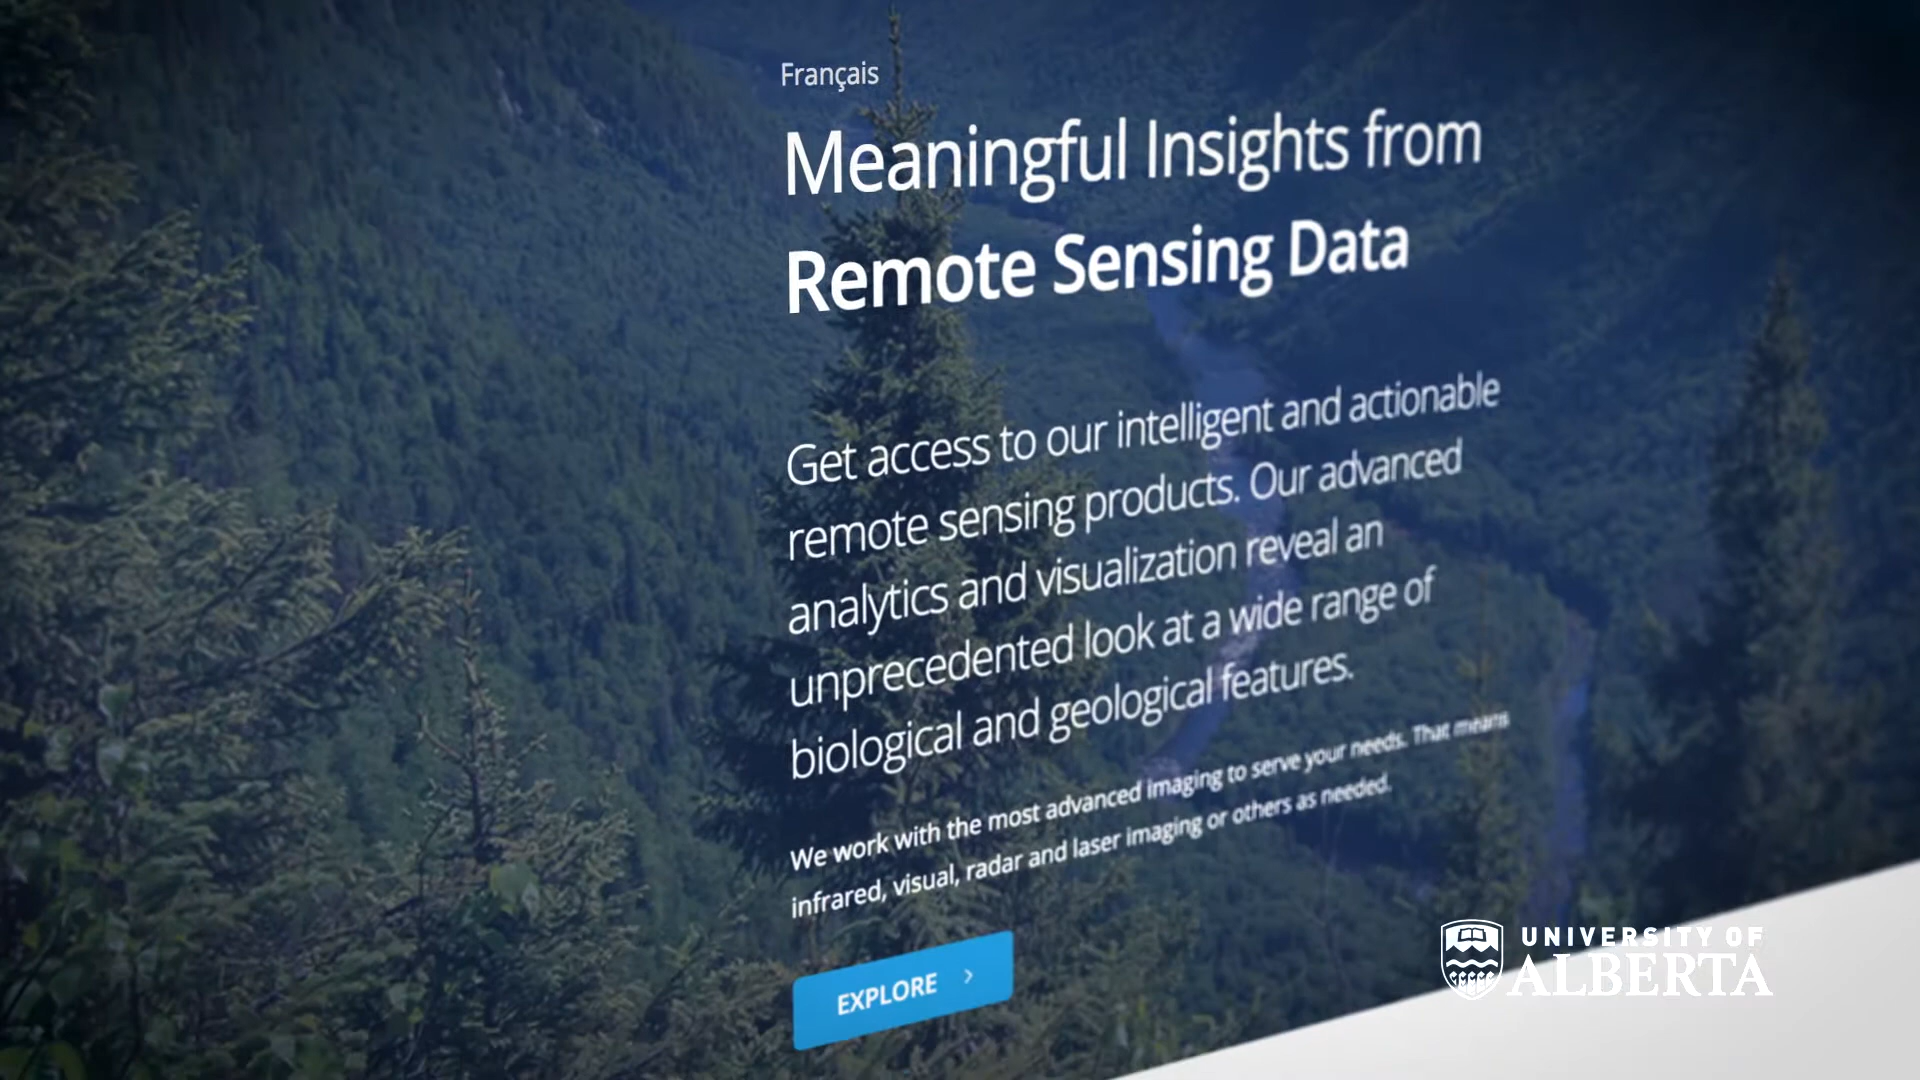 Français
Meaningful Insights from
Remote Sensing Data
Get access to our intelligent and actionable
remote sensing products. Our advanced
analytics and visualization reveal an
unprecedented look at a wide range of
biological and geological features.
We work with the most advanced imaging to serve your needs. That means
infrared, visual, radar and laser imaging or others as needed.
EXPLORE >
UNIVERSITY OF
ALBERTA